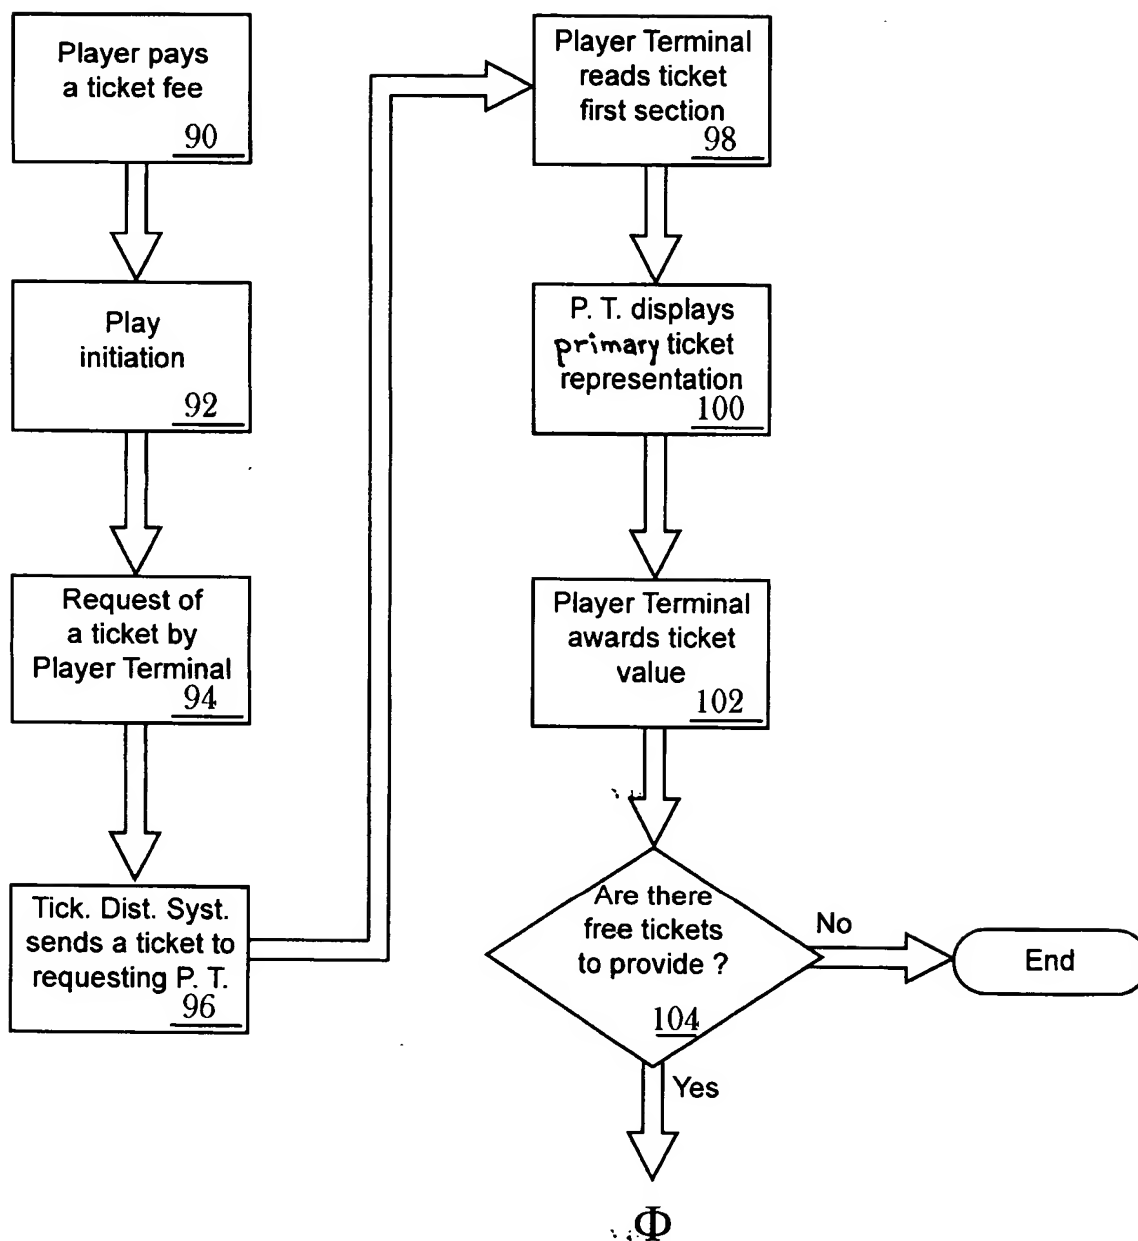 Player pays
a ticket fee
90
Play
initiation
92
Request of
a ticket by
Player Terminal
94
Tick. Dist. Syst.
sends a ticket to
requesting P. T.
96
Player Terminal
reads ticket
first section
98
P. T. displays
primary ticket
representation
100
Player Terminal
awards ticket
value
102
Are there
free tickets
to provide ?
104
No
End
Yes
Φ